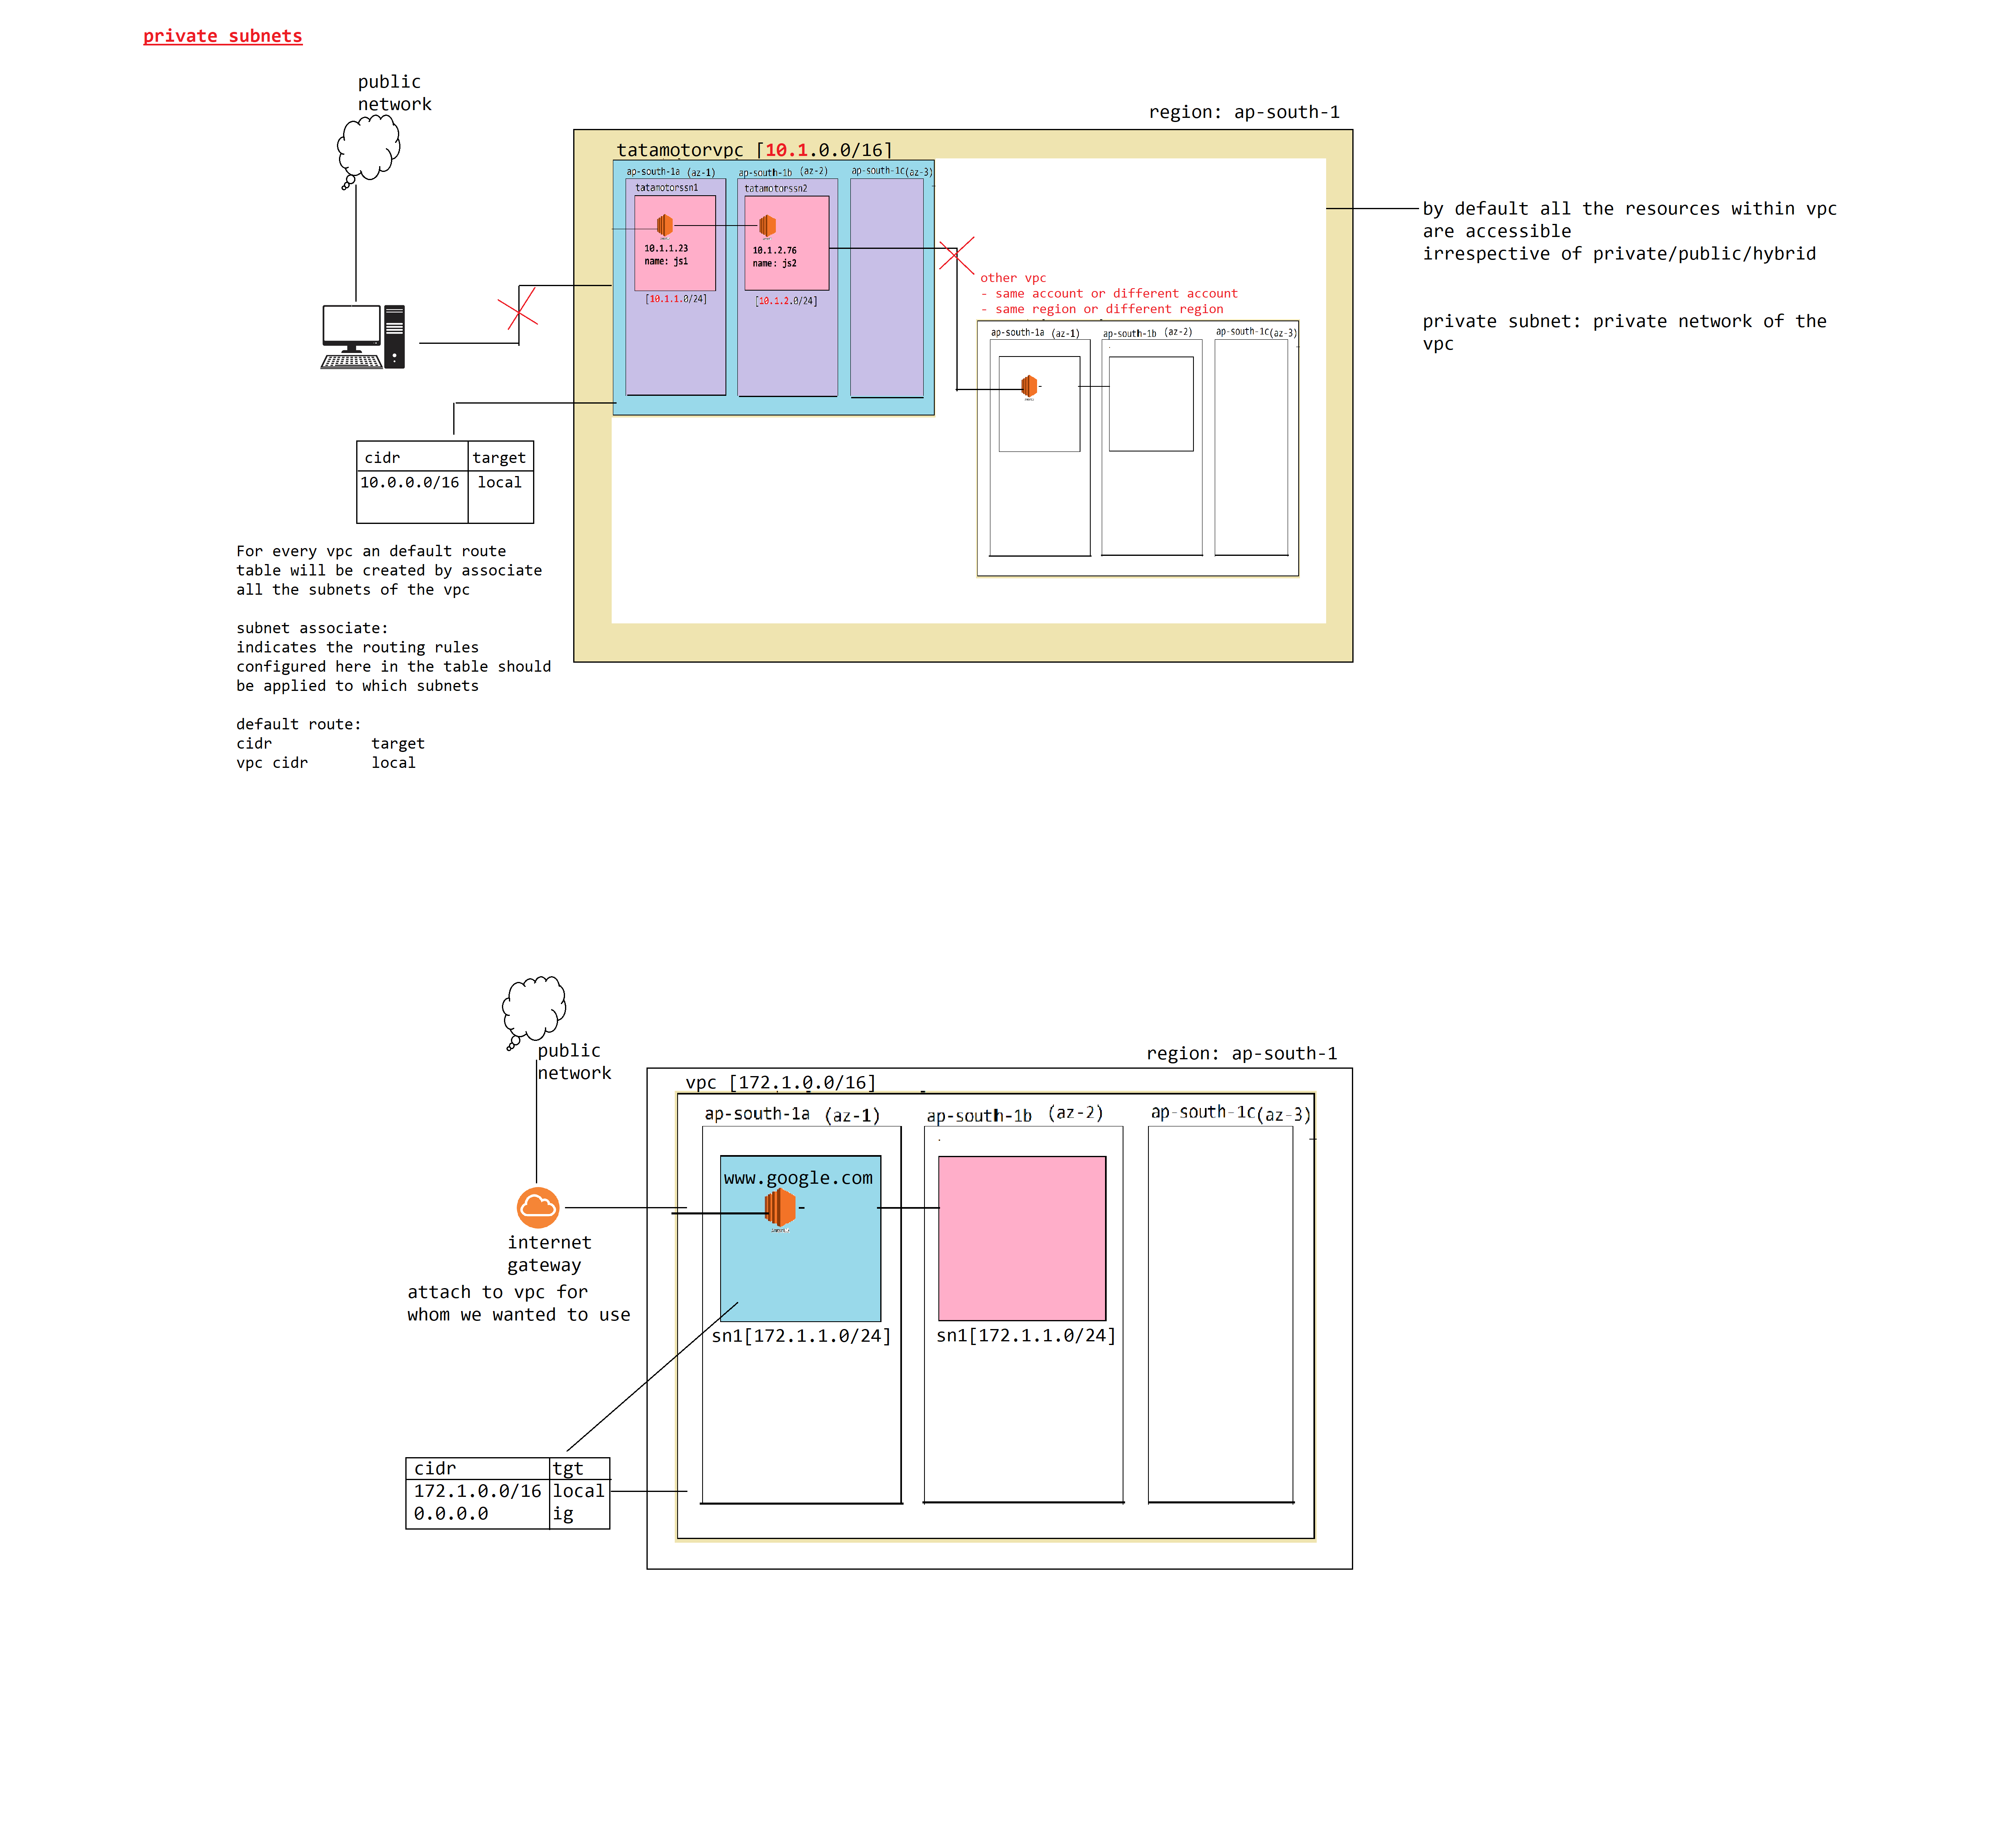 private subnets
public
network
region: ap-south-1
tatamotorvpc [10.1.0.0/16]
ap-south-1a (az-1)
ap-south-1b (az-2)
ap-south-1c(az-3)
tatamotorssn1
tatamotorssn2
10.1.1.23
name: js1
10.1.2.76
name: js2
[10.1.1.0/24]
[10.1.2.0/24]
by default all the resources within vpc
are accessible
irrespective of private/public/hybrid
private subnet: private network of the
vpc
other vpc
- same account or different account
- same region or different region
ap-south-1a (az-1)
ap-south-1b (az-2)
ap-south-1c(az-3)
cidr target
10.0.0.0/16 local
For every vpc an default route
table will be created by associate
all the subnets of the vpc
subnet associate:
indicates the routing rules
configured here in the table should
be applied to which subnets
default route:
cidr target
vpc cidr local
public
network
region: ap-south-1
vpc [172.1.0.0/16]
ap-south-1a (az-1)
ap-south-1b (az-2)
ap-south-1c(az-3)
www.google.com
internet
gateway
attach to vpc for
whom we wanted to use
sn1[172.1.1.0/24]
sn1[172.1.1.0/24]
cidr tgt
172.1.0.0/16 local
0.0.0.0 ig